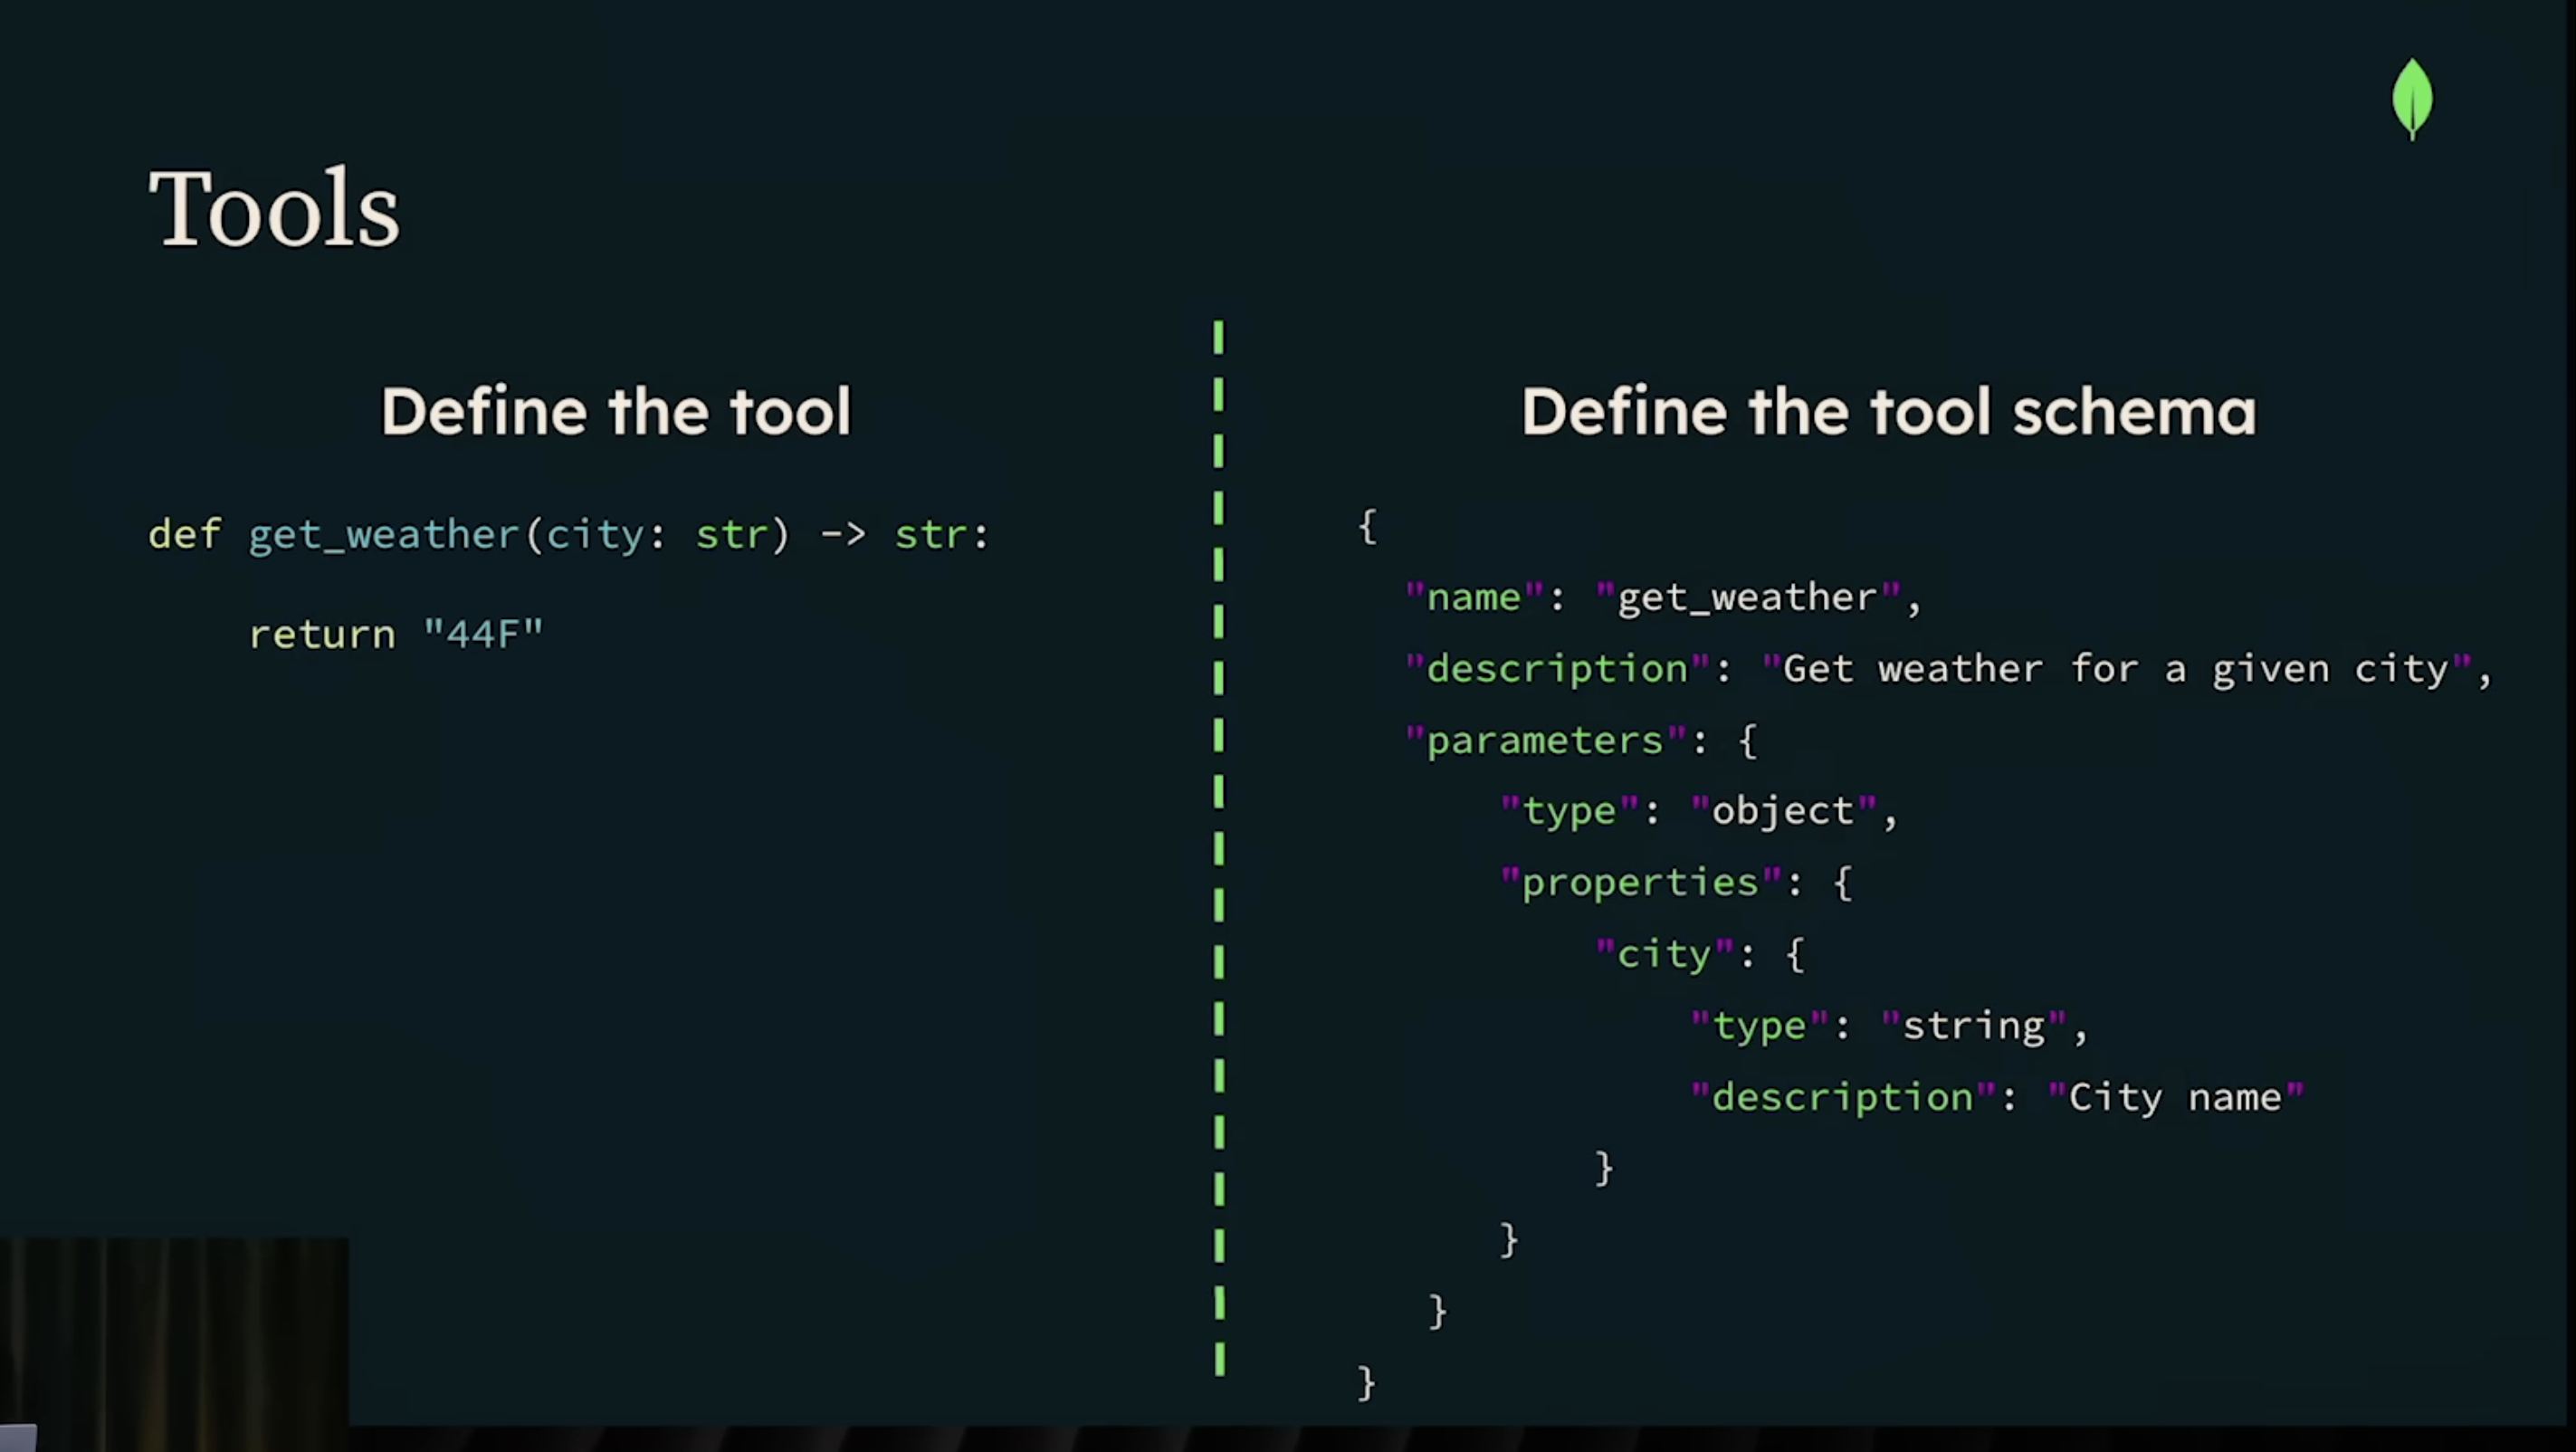 Tools
Define the tool
def get_weather(city: str) -> str:
return "44F"
Define the tool schema
{
"name": "get_weather",
"description": "Get weather for a given city",
"parameters": {
"type": "object",
"properties": {
"city": {
"type": "string",
"description": "City name"
}
}
}
}